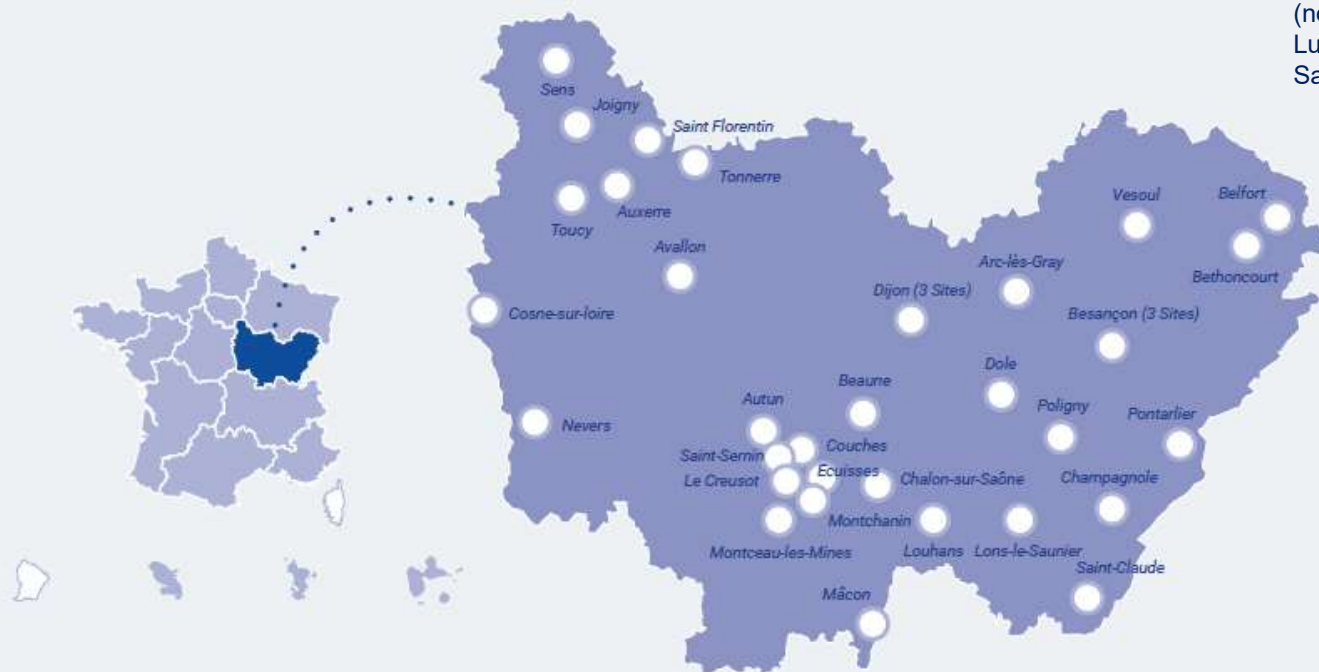 (n
Lu
Sa
Sens
Joigny
Saint Florentin
Tonnerre
Auxerre
Toucy
Avallon
Cosne-sur-loire
Nevers
Vesoul
Belfort
Bethoncourt
Arc-lès-Gray
Dijon (3 Sites)
Besançon (3 Sites)
Dole
Beaune
Autun
Poligny
Pontarlier
Couches
Saint-Sernin
Ecuisses
Le Creusot
Chalon-sur-Saône
Champagnole
Montchanin
Montceau-les-Mines
Louhans
Lons-le-Saunier
Saint-Claude
Mâcon